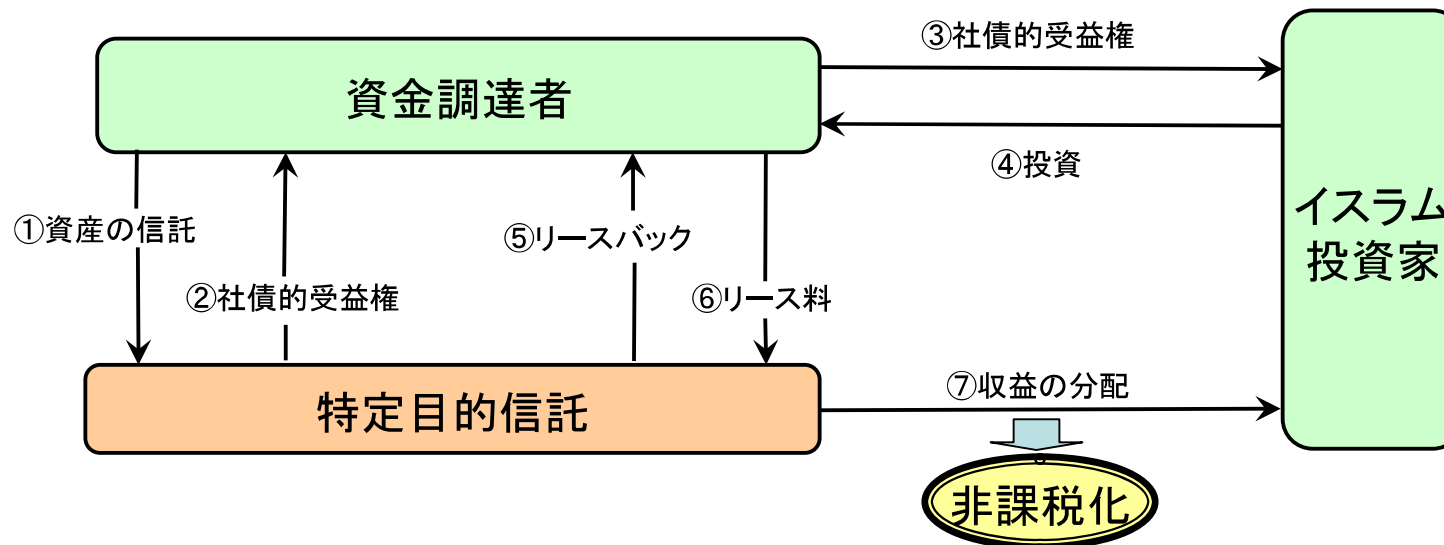 ③社債的受益権
資金調達者
④投資
イスラム
投資家
①資産の信託
⑤リースバック
②社債的受益権
⑥リース料
⑦収益の分配
特定目的信託
非課税化